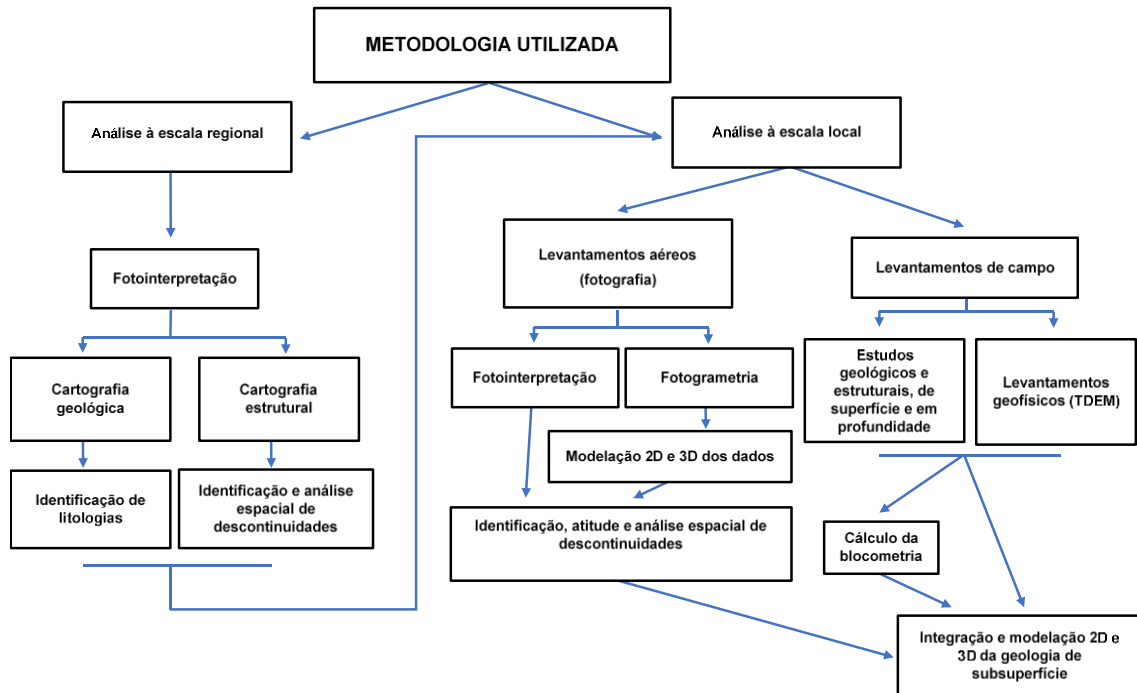 METODOLOGIA UTILIZADA
Análise à escala regional
Análise à escala local
Fotointerpretação
Levantamentos aéreos
(fotografia)
Levantamentos de campo
Cartografia
geológica
Cartografia
estrutural
Fotointerpretação
Fotogrametria
Estudos
geológicos e
estruturais, de
superfície e em
profundidade
Levantamentos
geofísicos (TDEM)
Modelação 2D e 3D dos dados
Identificação de
litologias
Identificação e análise
espacial de
descontinuidades
Identificação, atitude e análise espacial de
descontinuidades
Cálculo da
blocometria
Integração e modelação 2D e
3D da geologia de
subsuperfície